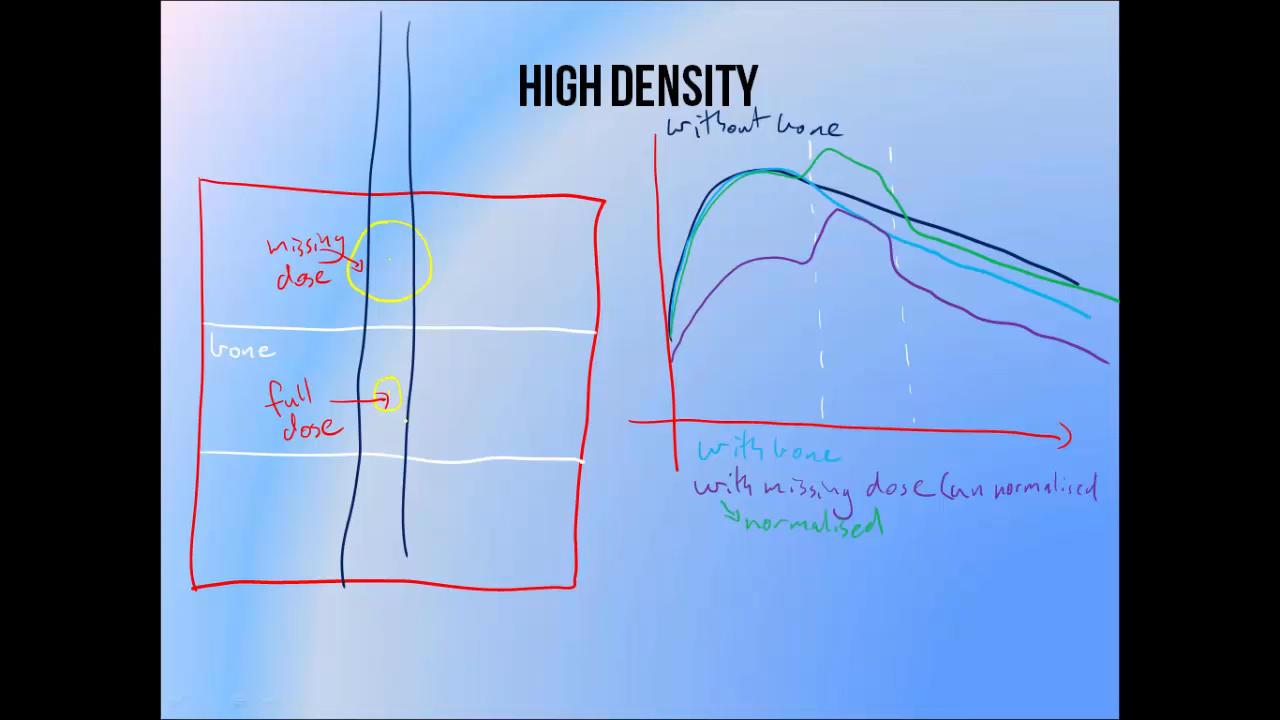 HIGH DENSITY
without bone
missing
dose
bone
full
dose
with bone
with missing dose (un normalised
normalised